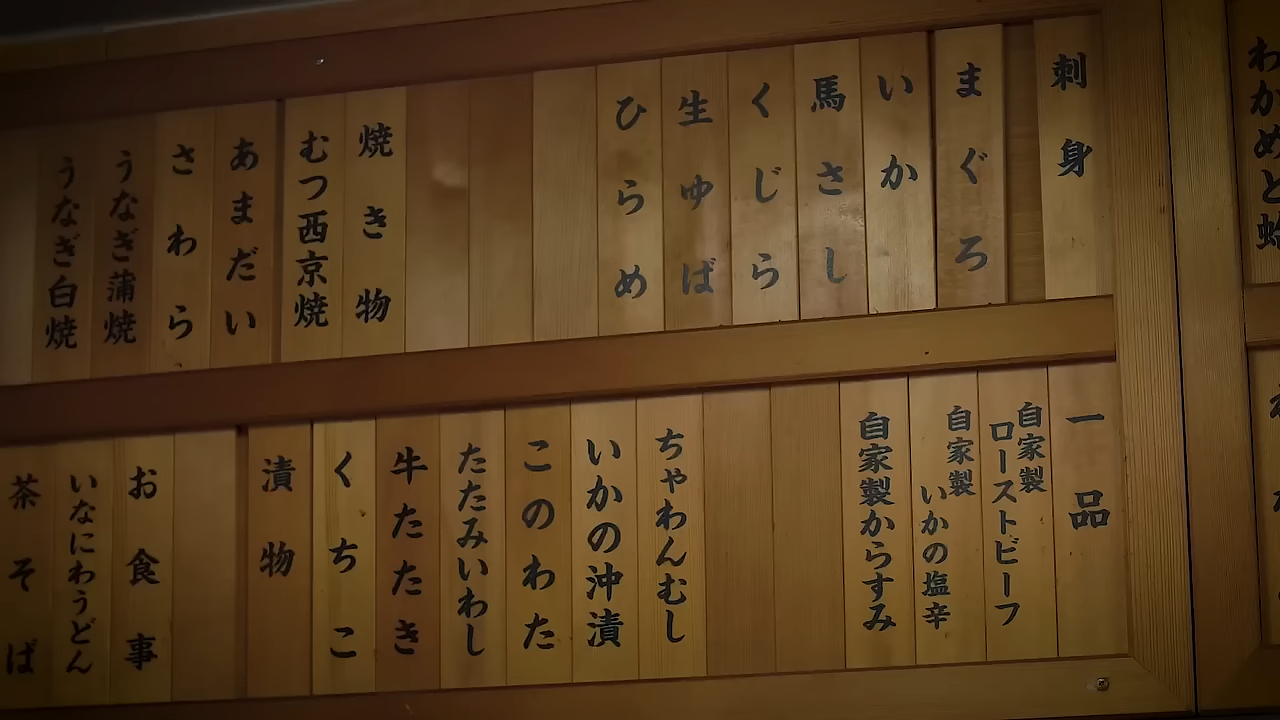 刺身
まぐろ
いか
馬さし
くじら
生ゆば
ひらめ
焼き物
むつ西京焼
あまだい
さわら
うなぎ蒲焼
うなぎ白焼
一品
自家製
ローストビーフ
自家製
いかの塩辛
自家製からすみ
ちゃわんむし
いかの沖漬
このわた
たたみいわし
牛たたき
くちこ
漬物
お食事
いなにわうどん
茶そば